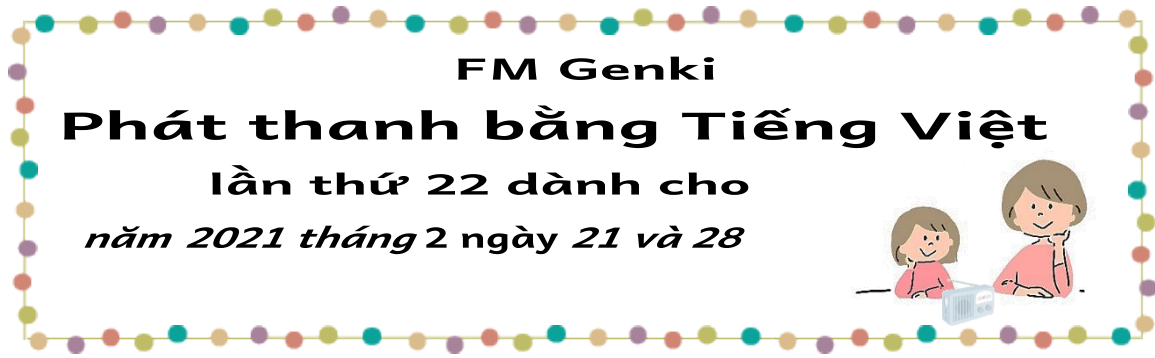 FM Genki
Phát thanh bằng Tiếng Việt
lần thứ 22 dành cho
năm 2021 tháng 2 ngày 21 và 28